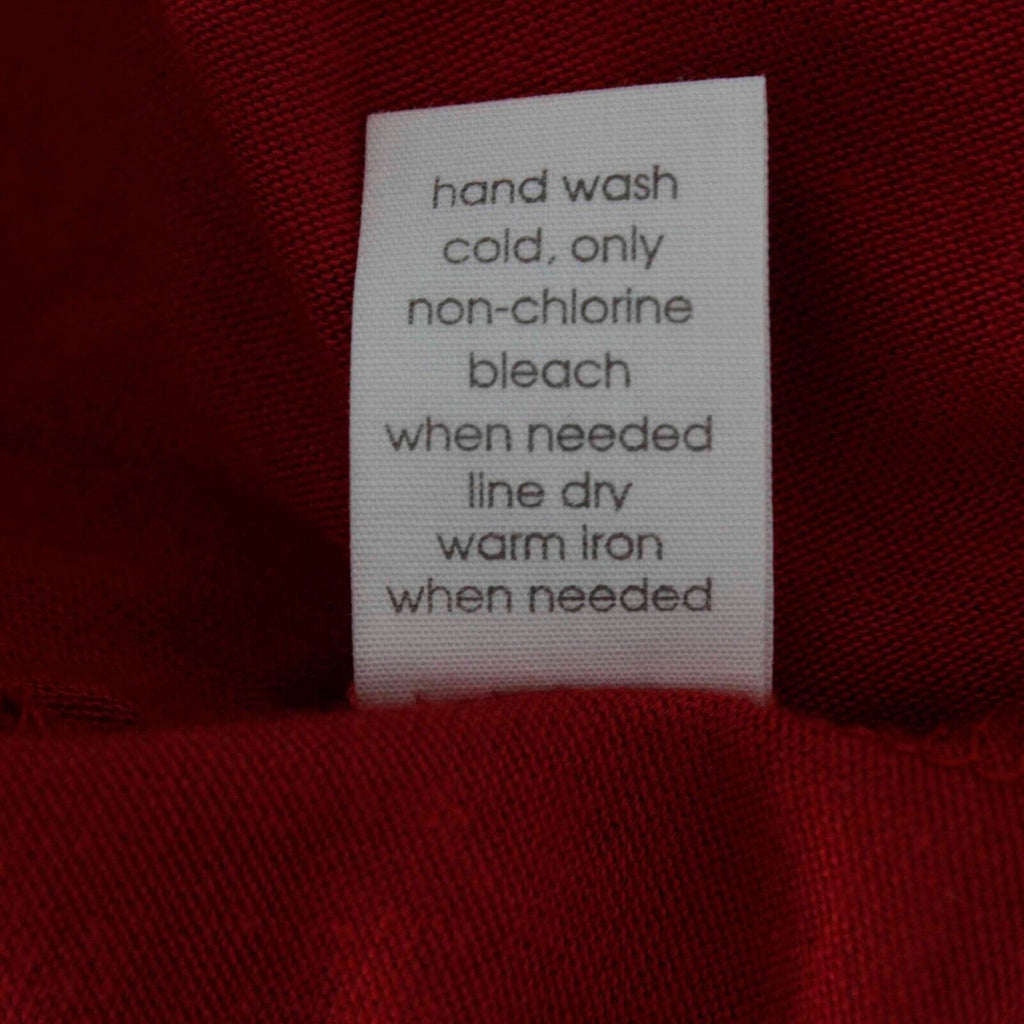 hand wash
cold, only
non-chlorine
bleach
when needed
line dry
warm iron
when needed